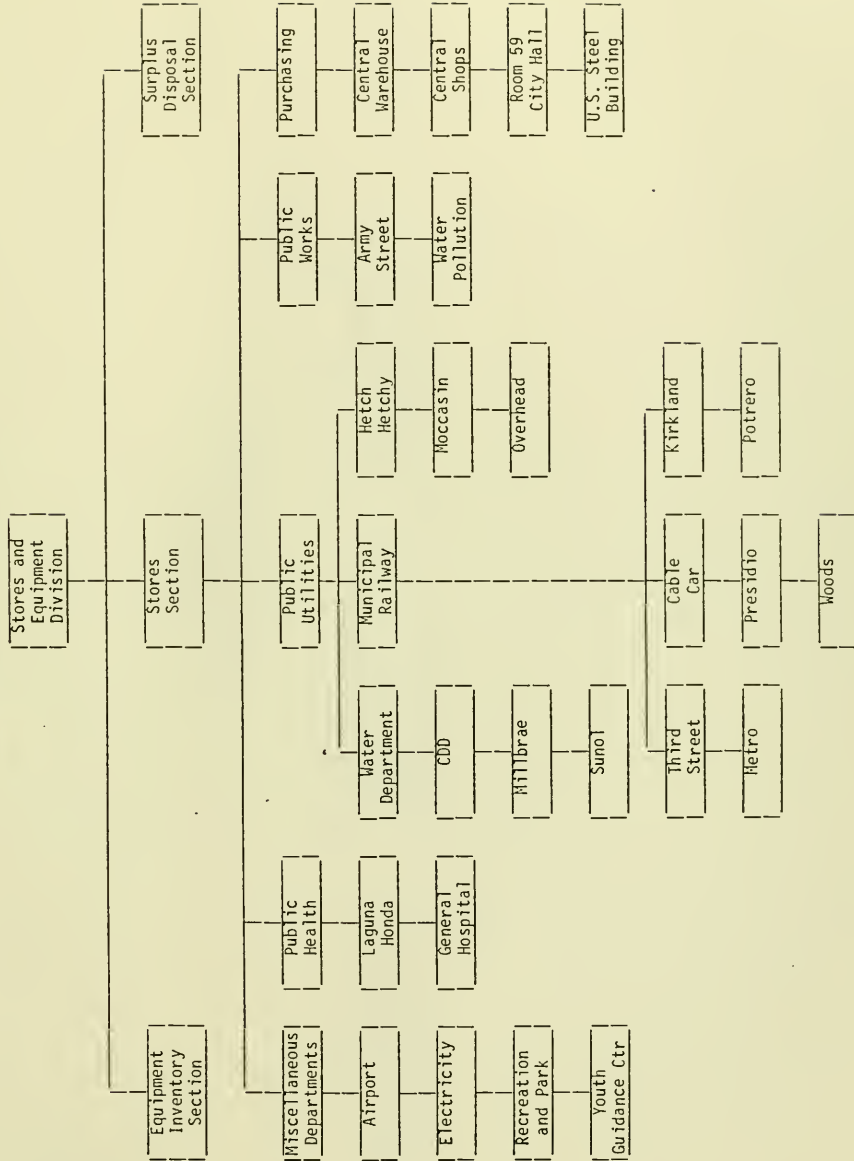 Stores and
Equipment
Division
Equipment
Inventory
Section
Stores
Section
Surplus
Disposal
Section
Miscellaneous
Departments
Public
Health
Public
Utilities
Public
Works
Purchasing
Airport
Laguna
Honda
Water
Department
Municipal
Railway
Hetch
Hetchy
Army
Street
Central
Warehouse
Electricity
General
Hospital
CDD
Moccasin
Water
Pollution
Central
Shops
Recreation
and Park
Millbrae
Overhead
Room 59
City Hall
Youth
Guidance Ctr
Sunol
U.S. Steel
Building
Third
Street
Cable
Car
Kirkland
Metro
Presidio
Potrero
Woods